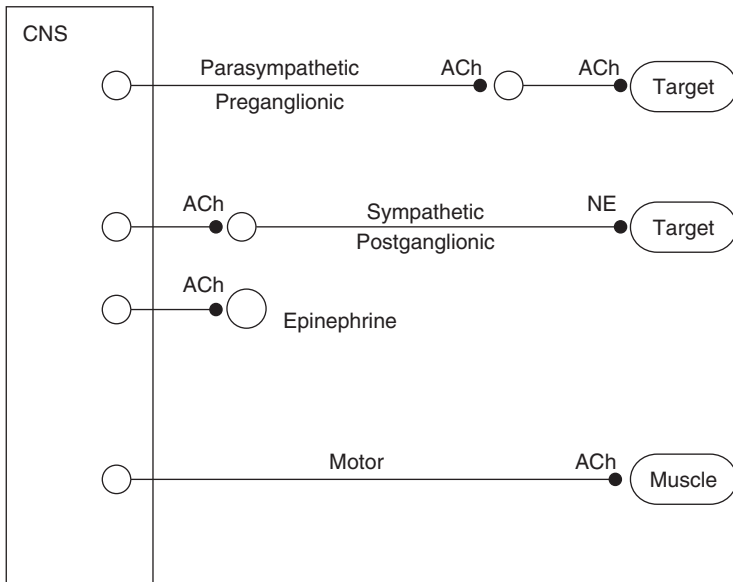 CNS
Parasympathetic
Preganglionic
ACh
ACh
Target
ACh
Sympathetic
Postganglionic
NE
Target
ACh
Epinephrine
Motor
ACh
Muscle